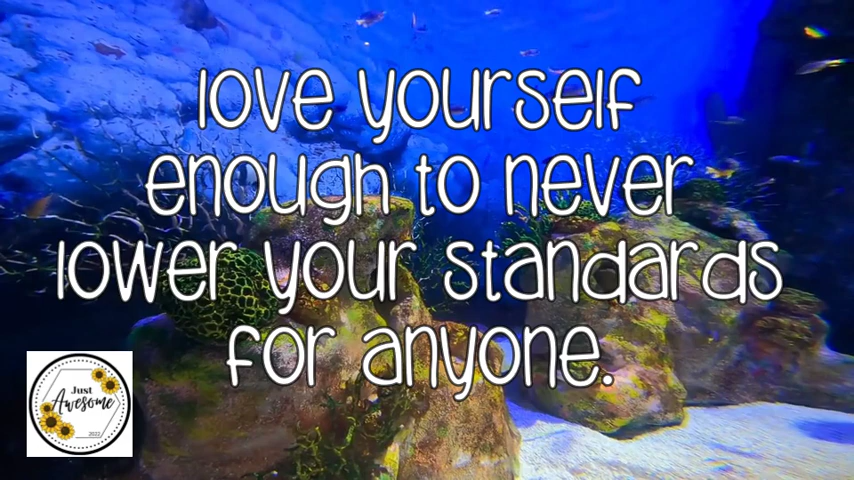 love yourself
enough to never
lower your standards
for anyone.
Just
Awesome
2022